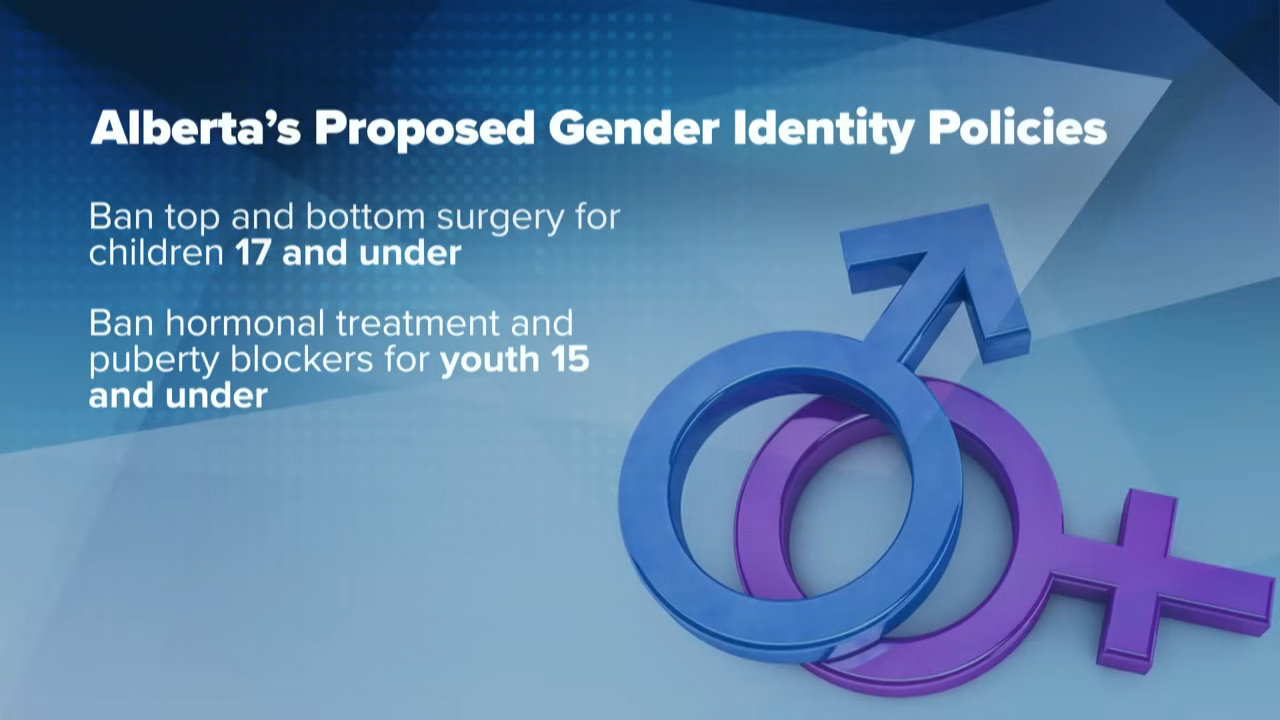 Alberta’s Proposed Gender Identity Policies
Ban top and bottom surgery for
children 17 and under
Ban hormonal treatment and
puberty blockers for youth 15
and under